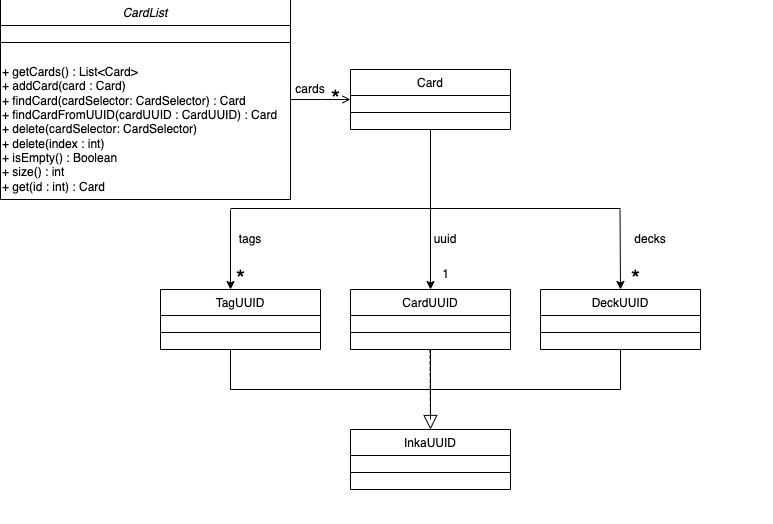 CardList
+ getCards() : List<Card>
+ addCard(card : Card)
+ findCard(cardSelector: CardSelector) : Card
+ findCardFromUUID(cardUUID : CardUUID) : Card
+ delete(cardSelector: CardSelector)
+ delete(index : int)
+ isEmpty() : Boolean
+ size() : int
+ get(id : int) : Card
cards
*
Card
tags
*
uuid
1
decks
*
TagUUID
CardUUID
DeckUUID
InkaUUID